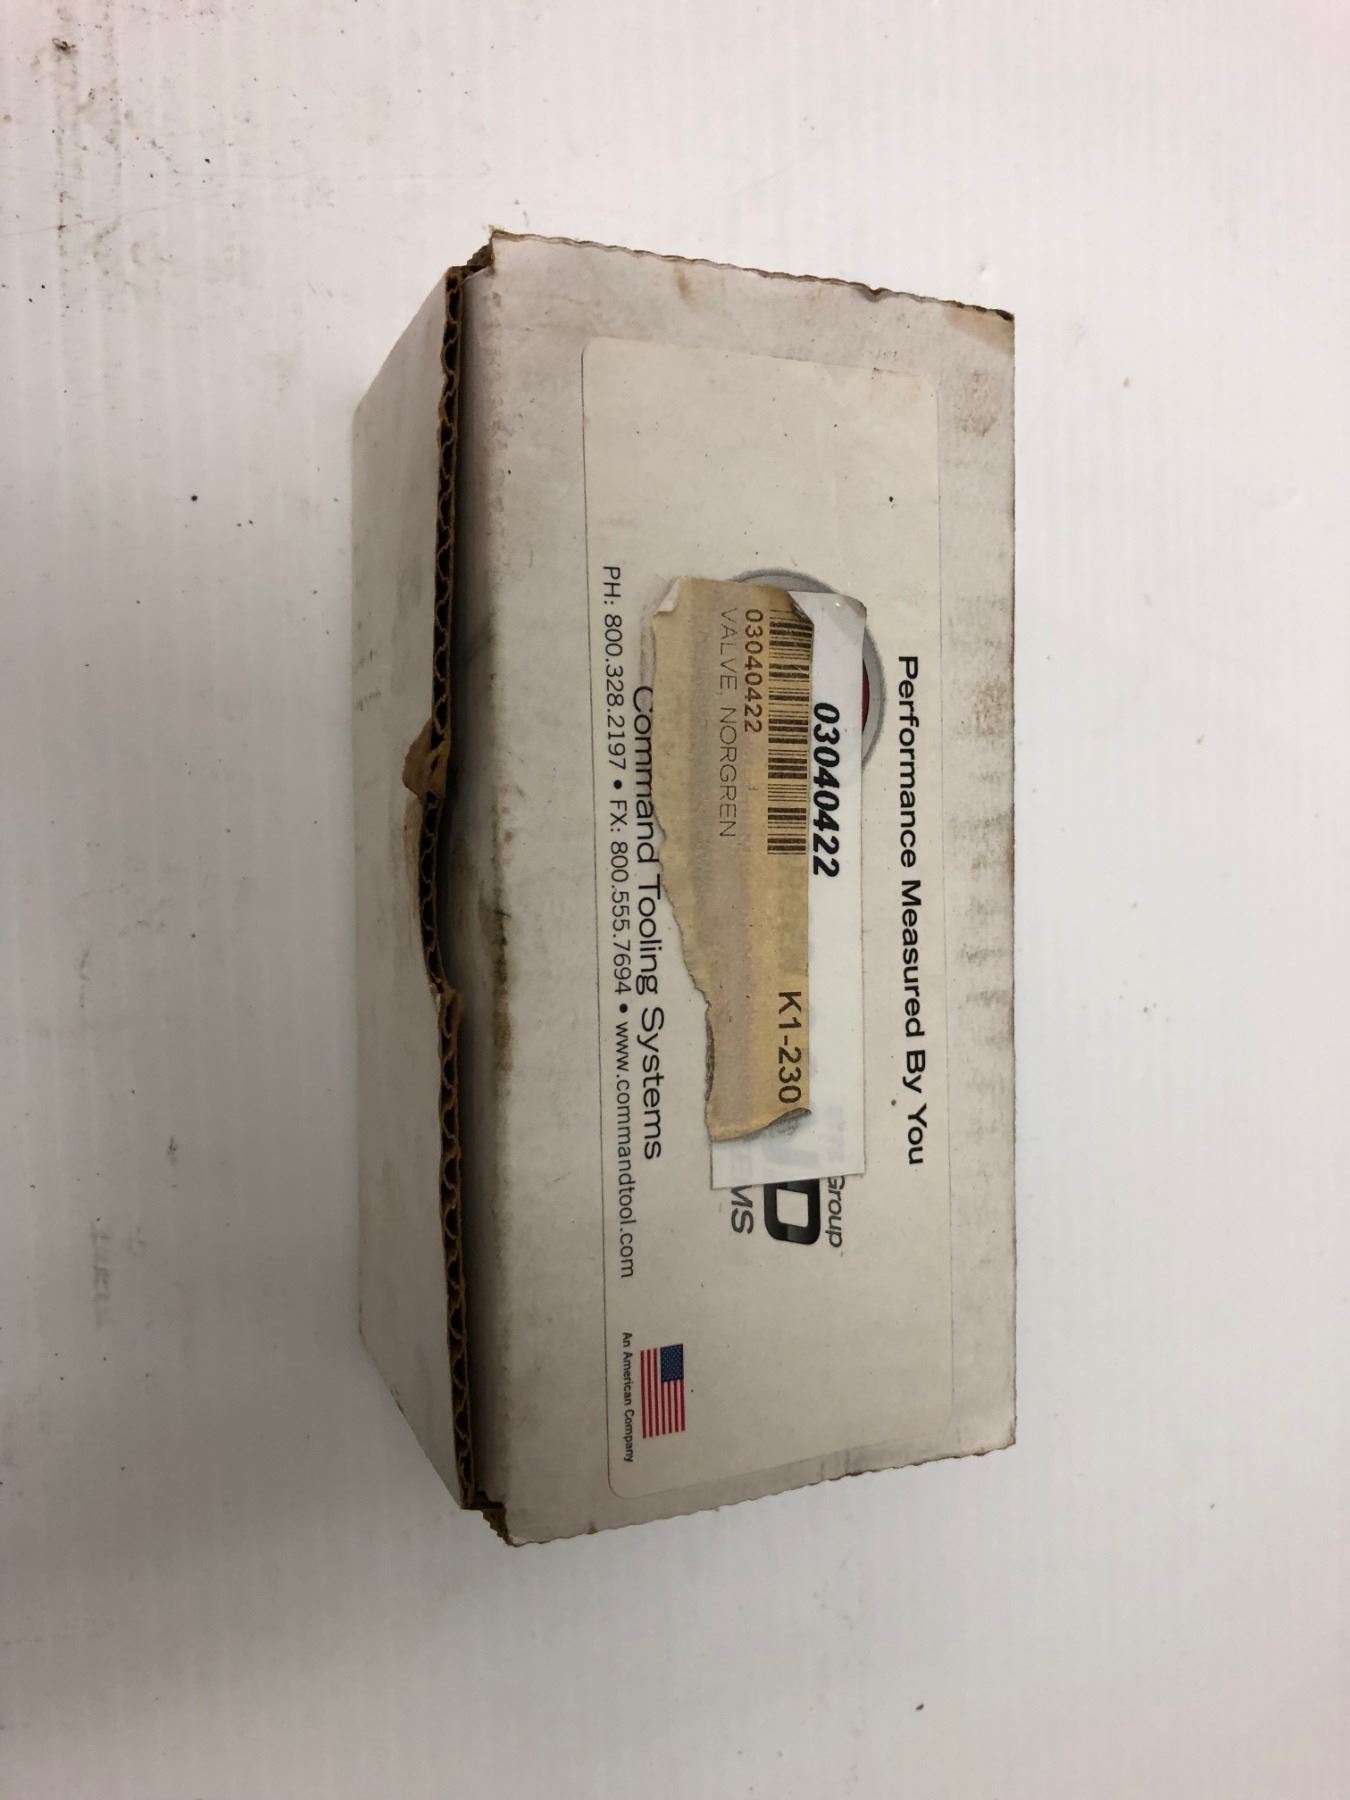 Performance Measured By You
Group
03040422
03040422
K1-230
VALVE, NORGREN
Command Tooling Systems
PH: 800.328.2197 • FX: 800.555.7694 • www.commandtool.com
An American Company